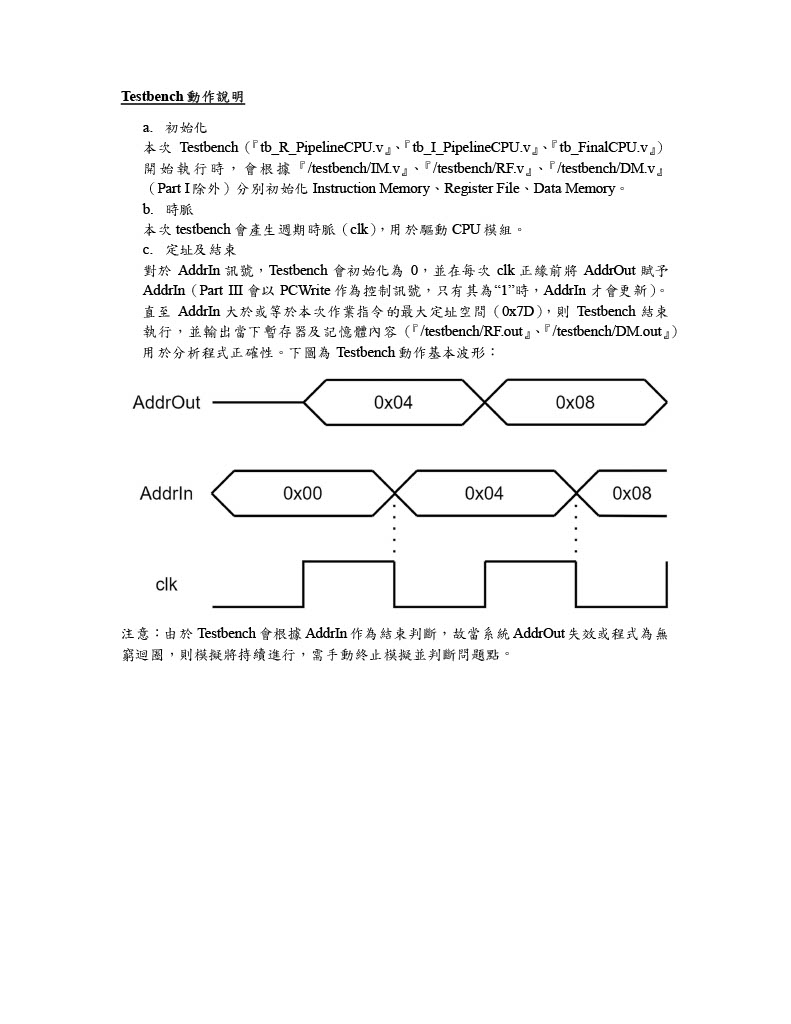 Testbench 動作說明
a. 初始化
本次 Testbench（『tb_R_PipelineCPU.v』、『tb_I_PipelineCPU.v』、『tb_FinalCPU.v』）
開始執行時，會根據『/testbench/IM.v』、『/testbench/RF.v』、『/testbench/DM.v』
（Part I 除外）分別初始化 Instruction Memory、Register File、Data Memory。
b. 時脈
本次 testbench 會產生週期時脈（clk），用於驅動 CPU 模組。
c. 定址及結束
對於 AddrIn 訊號，Testbench 會初始化為 0，並在每次 clk 正緣前將 AddrOut 賦予
AddrIn（Part III 會以 PCWrite 作為控制訊號，只有其為“1”時，AddrIn 才會更新）。
直至 AddrIn 大於或等於本次作業指令的最大定址空間（0x7D），則 Testbench 結束
執行，並輸出當下暫存器及記憶體內容（『/testbench/RF.out』、『/testbench/DM.out』）
用於分析程式正確性。下圖為 Testbench 動作基本波形：
AddrOut 0x04 0x08
AddrIn 0x00 0x04 0x08
clk
注意：由於 Testbench 會根據 AddrIn 作為結束判斷，故當系統 AddrOut 失效或程式為無
窮迴圈，則模擬將持續進行，需手動終止模擬並判斷問題點。